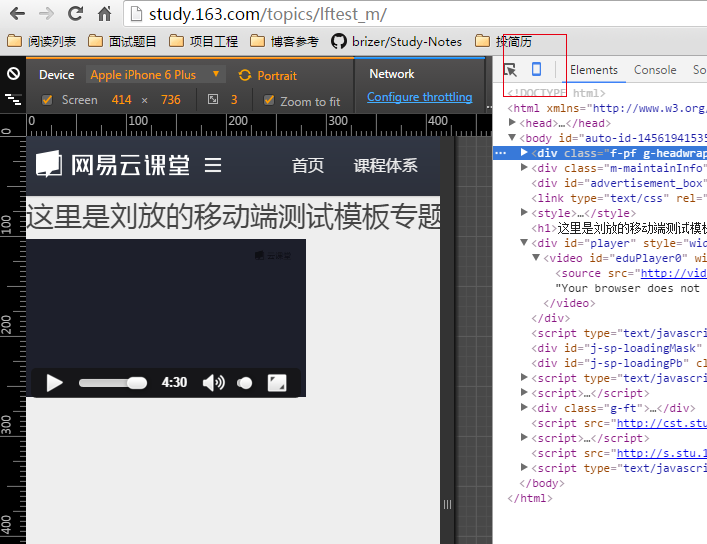 study.163.com/topics/lftest_m/
阅读列表 面试题目 项目工程 博客参考 brizer/Study-Notes 投简历
Device Apple iPhone 6 Plus Portrait Network
Screen 414 × 736 3 Zoom to fit Configure throttling ...
Elements Console So
0 100 200 300 400
0
100
200
300
400
网易云课堂 首页 课程体系
这里是刘放的移动端测试模板专题
云课堂
4:30
<!DOCTYPE html>
<html xmlns="http://www.w3.org/
<head>…</head>
<body id="auto-id-14561941535
... <div class="f-pf g-headwrap
<div class="m-maintainInfo"
<div id="advertisement_box"
<link type="text/css" rel="
<style>…</style>
<h1>这里是刘放的移动端测试模
<div id="player" style="wid
<video id="eduPlayer0" wi
<source src="http://vid
"Your browser does not
</video>
</div>
<script type="text/javascri
<div id="j-sp-loadingMask"
<div id="j-sp-loadingPb" cl
<script type="text/javascri
<script>…</script>
<div class="g-ft">…</div>
<script src="http://cst.stu
<script>…</script>
<script src="http://s.stu.1
<script type="text/javascri
</body>
</html>